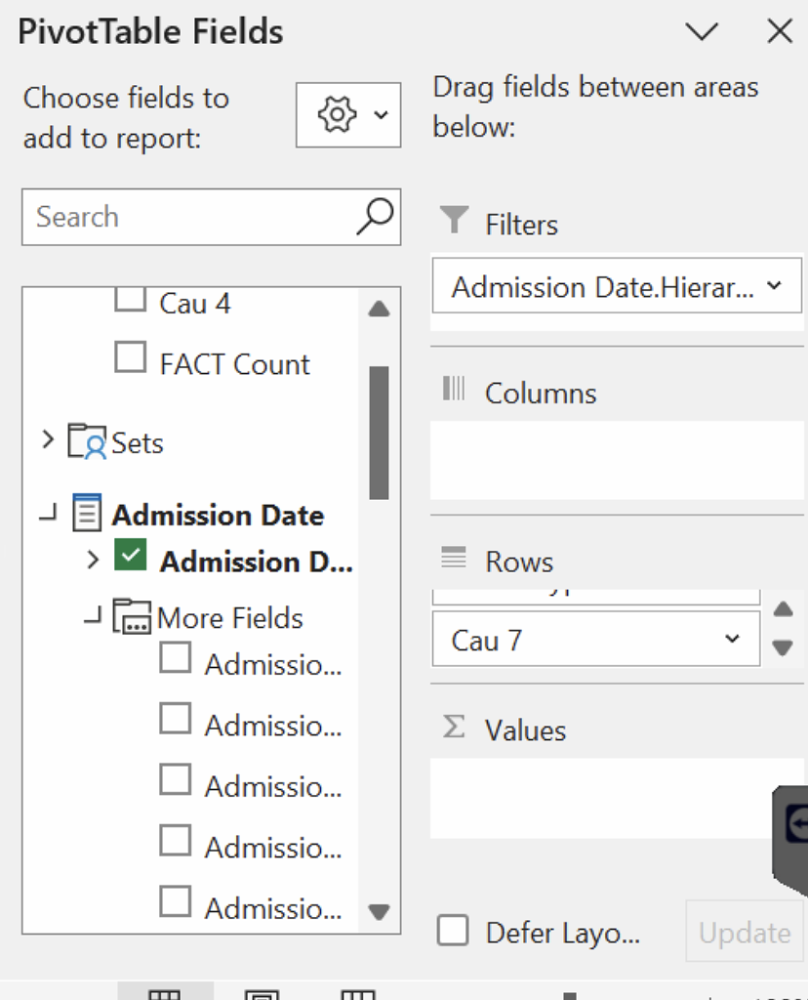 PivotTable Fields
Choose fields to
add to report:
Search
Cau 4
FACT Count
Sets
Admission Date
Admission D...
More Fields
Admissio...
Admissio...
Admissio...
Admissio...
Admissio...
Drag fields between areas
below:
Filters
Admission Date.Hierar...
Columns
Rows
Cau 7
Σ Values
Defer Layo...
Update